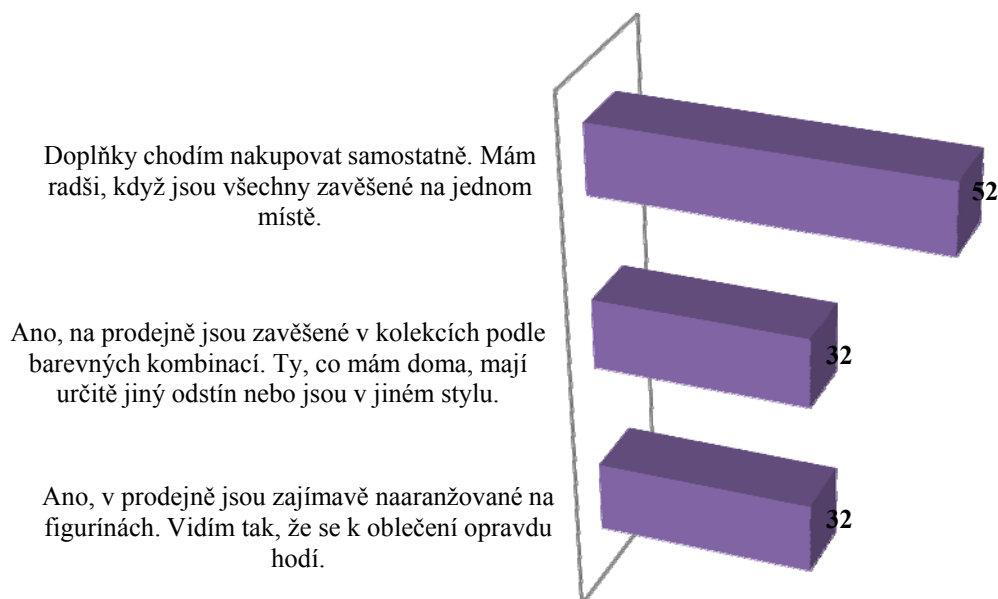 Doplňky chodím nakupovat samostatně. Mám
radši, když jsou všechny zavěšené na jednom
místě.
52
Ano, na prodejně jsou zavěšené v kolekcích podle
barevných kombinací. Ty, co mám doma, mají
určitě jiný odstín nebo jsou v jiném stylu.
32
Ano, v prodejně jsou zajímavě naaranžované na
figurínách. Vidím tak, že se k oblečení opravdu
hodí.
32